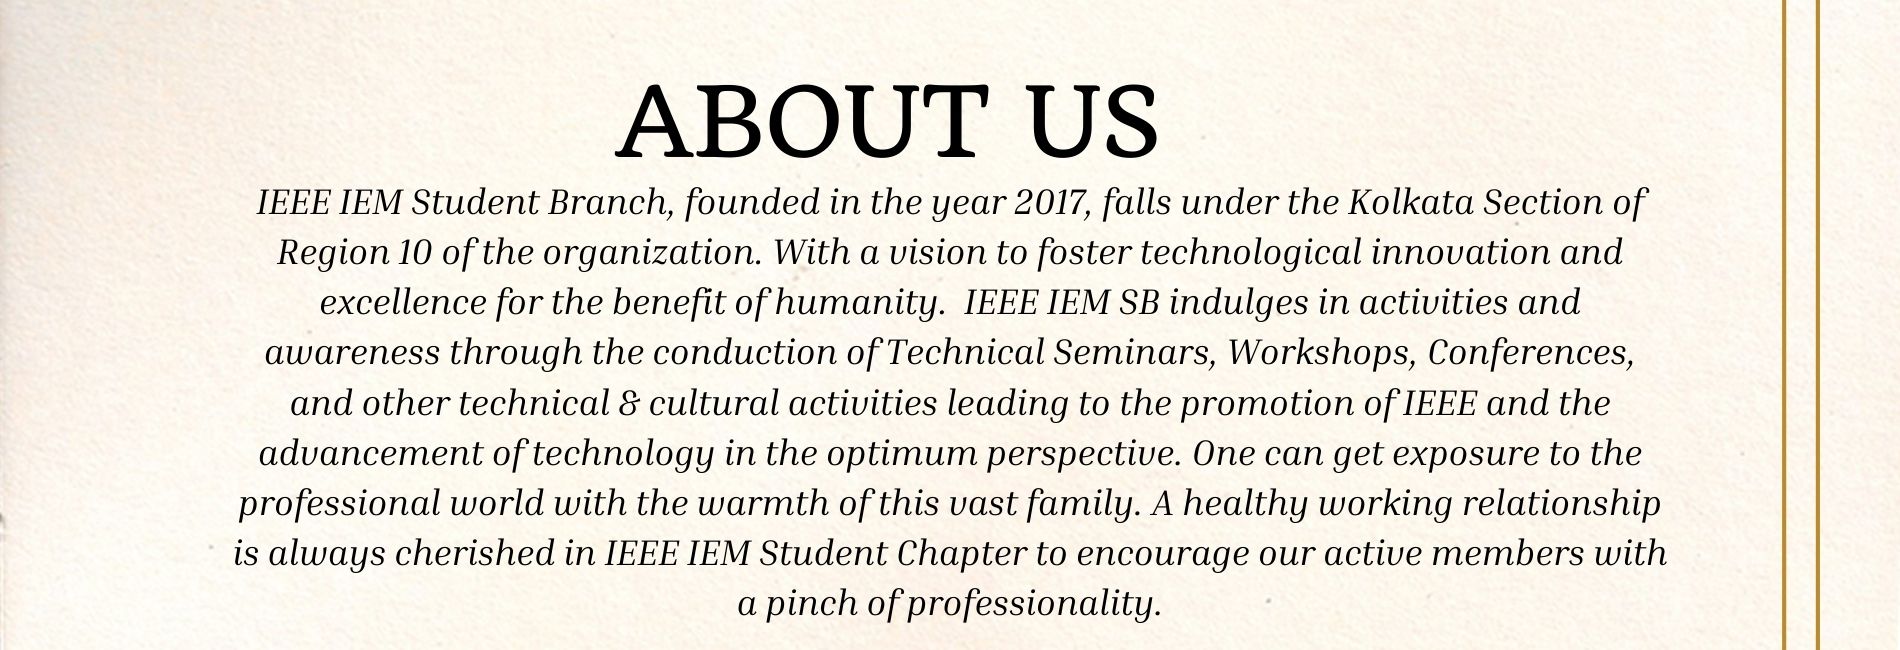 ABOUT US
IEEE IEM Student Branch, founded in the year 2017, falls under the Kolkata Section of
Region 10 of the organization. With a vision to foster technological innovation and
excellence for the benefit of humanity.  IEEE IEM SB indulges in activities and
awareness through the conduction of Technical Seminars, Workshops, Conferences,
and other technical & cultural activities leading to the promotion of IEEE and the
advancement of technology in the optimum perspective. One can get exposure to the
professional world with the warmth of this vast family. A healthy working relationship
is always cherished in IEEE IEM Student Chapter to encourage our active members with
a pinch of professionality.